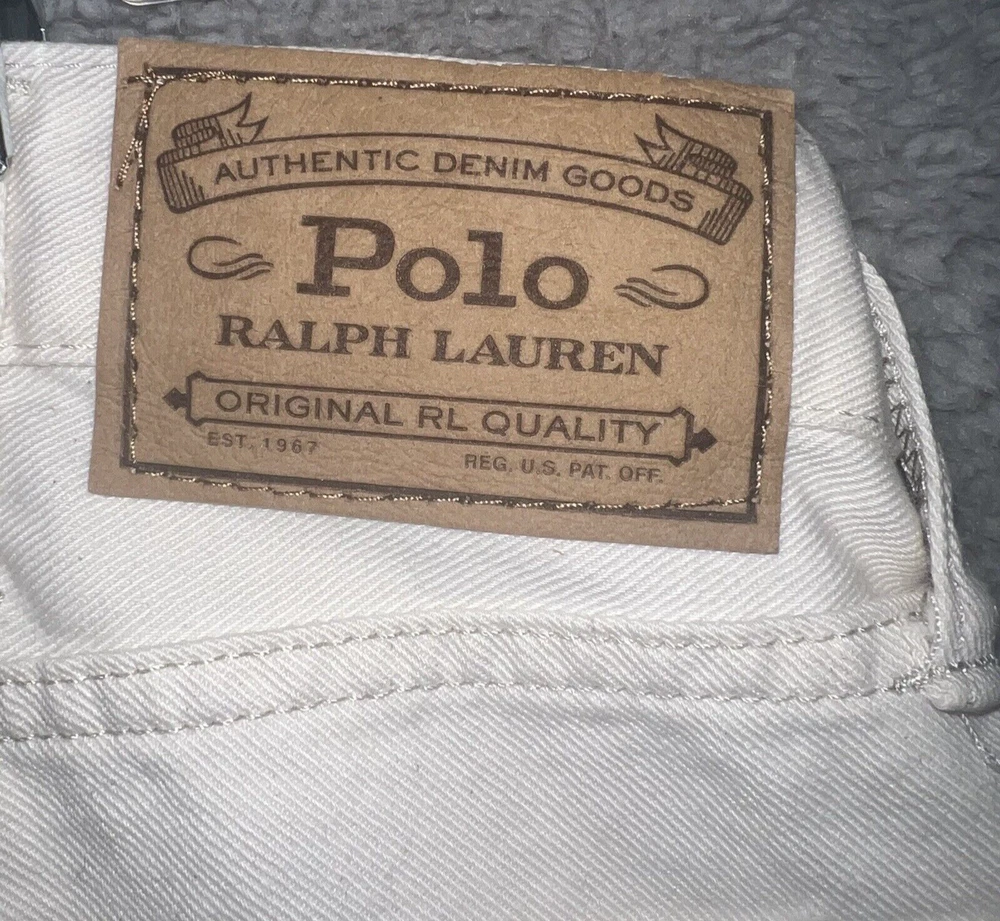 AUTHENTIC DENIM GOODS
Polo
RALPH LAUREN
ORIGINAL RL QUALITY
EST. 1967
REG. U.S. PAT. OFF.